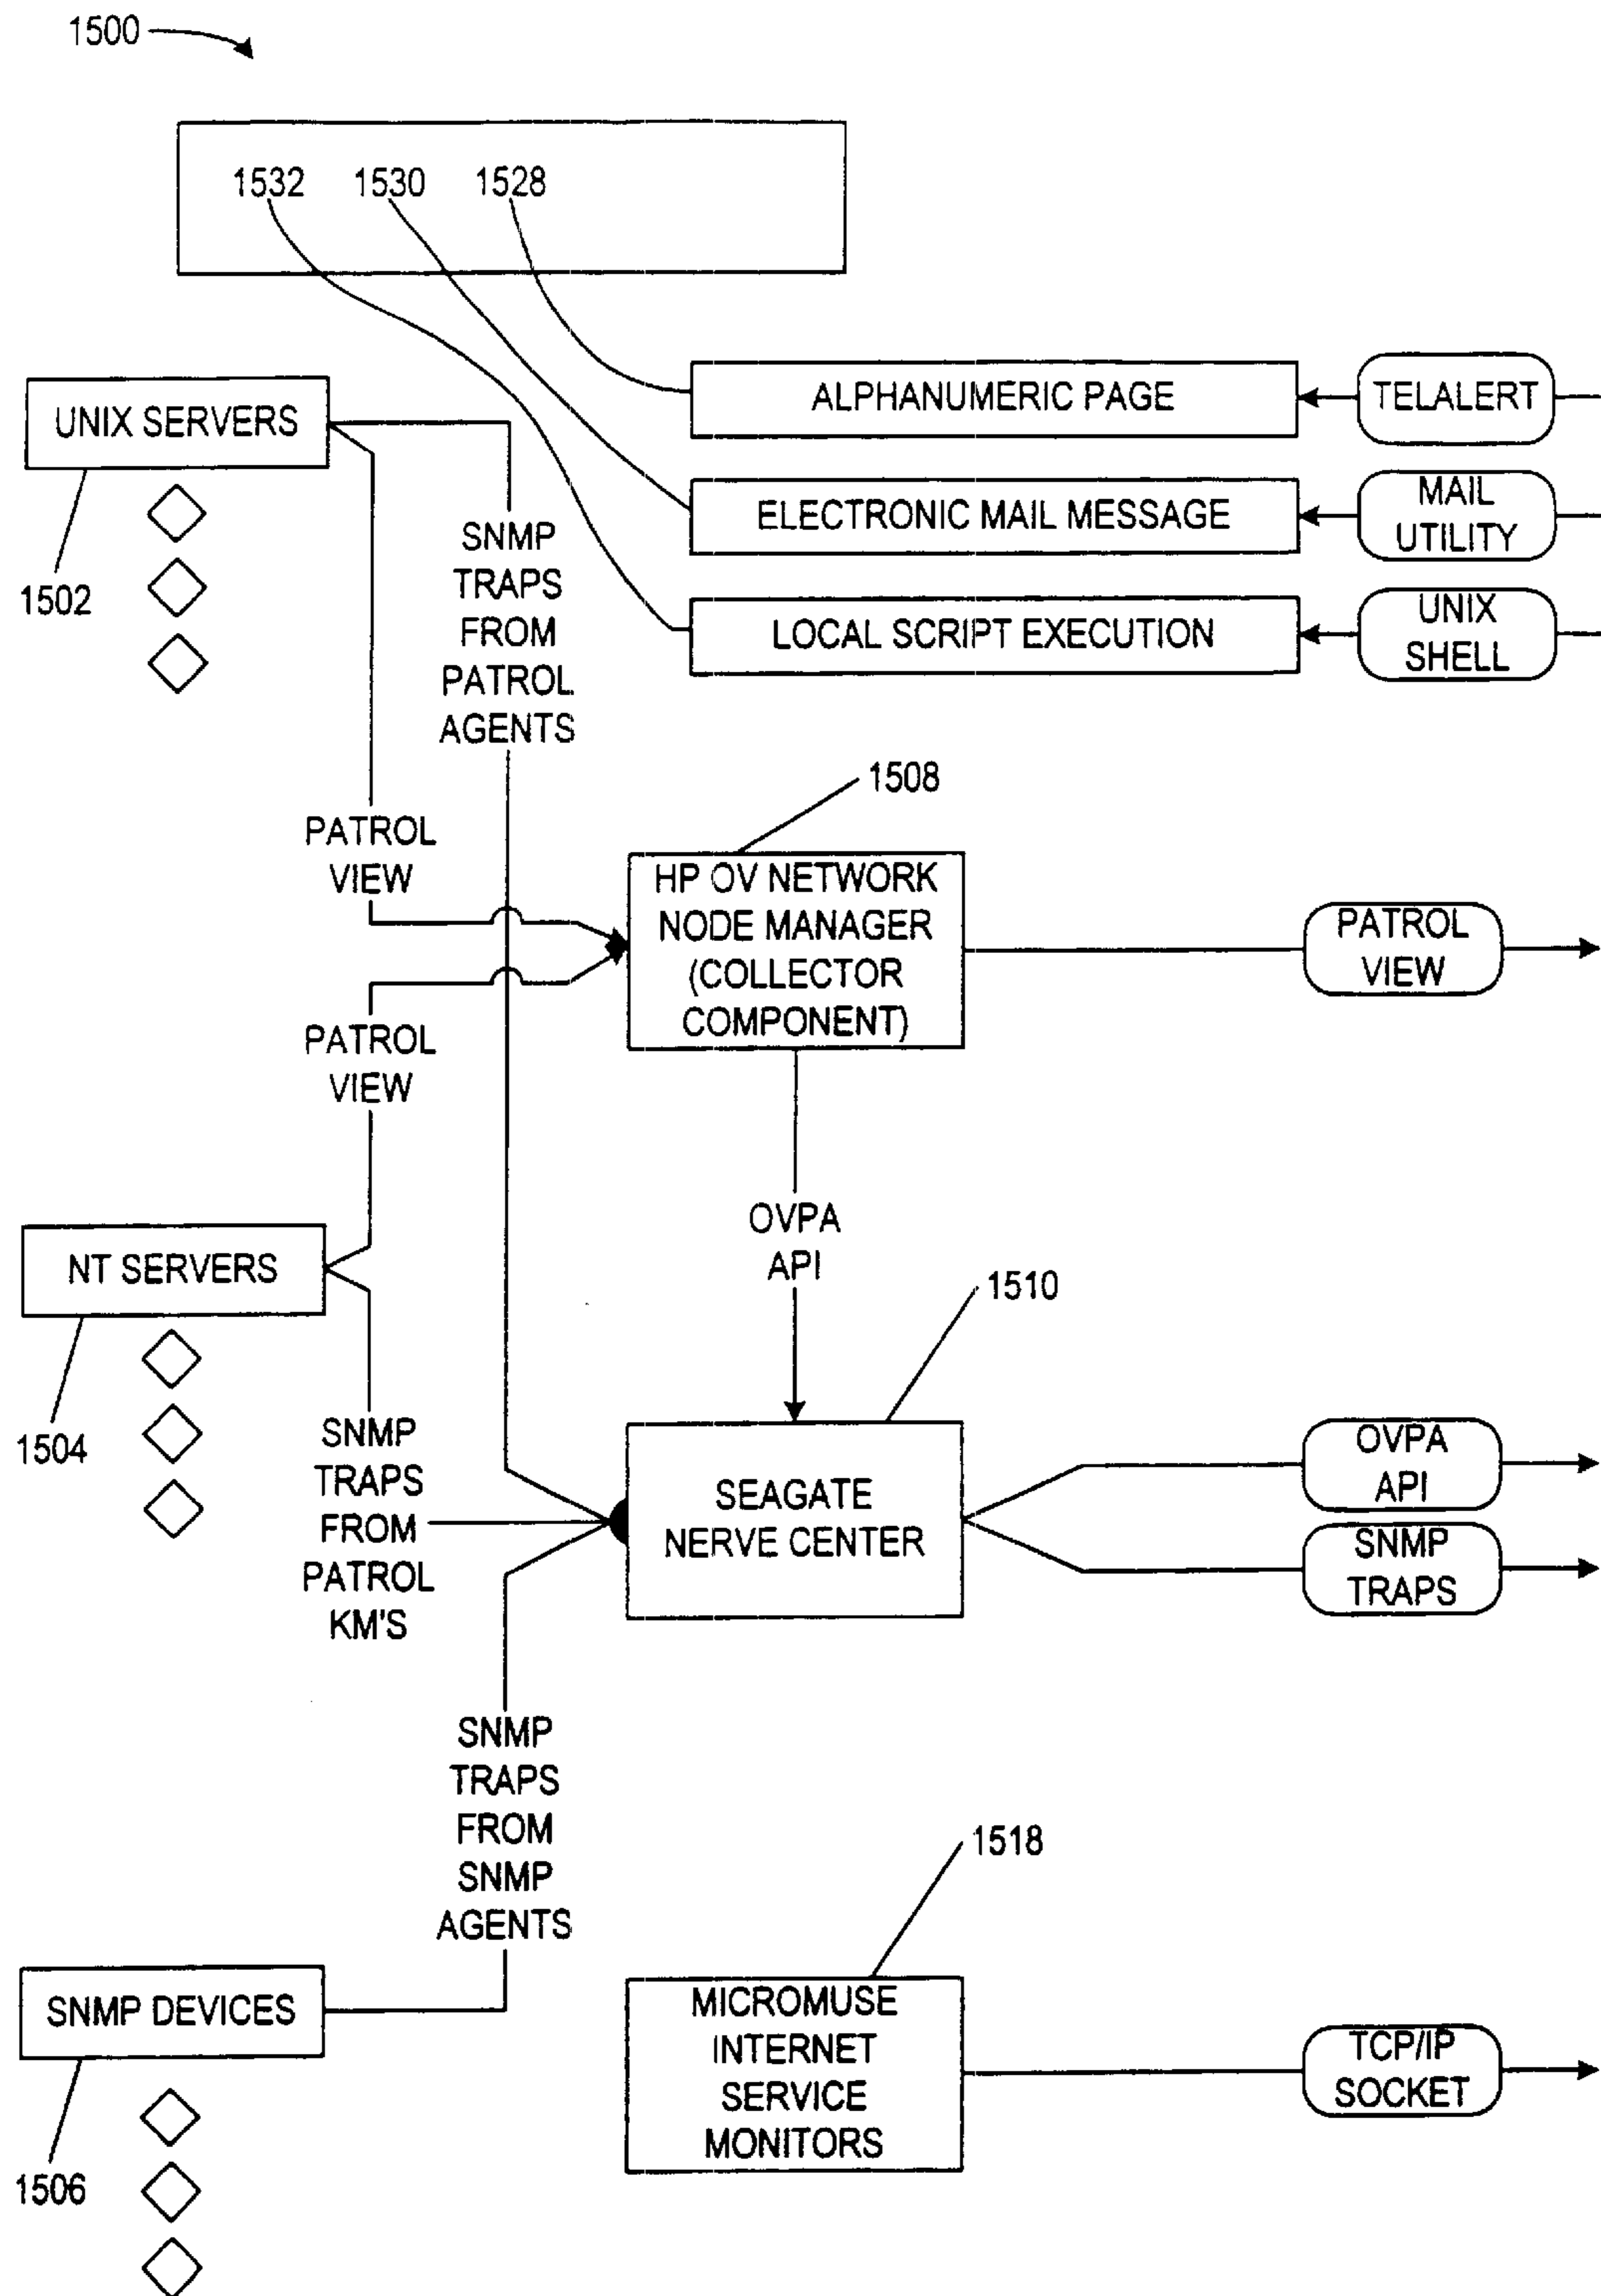 1500
1532 1530 1528
UNIX SERVERS
1502
ALPHANUMERIC PAGE
TELALERT
ELECTRONIC MAIL MESSAGE
MAIL
UTILITY
LOCAL SCRIPT EXECUTION
UNIX
SHELL
SNMP
TRAPS
FROM
PATROL
AGENTS
PATROL
VIEW
1508
HP OV NETWORK
NODE MANAGER
(COLLECTOR
COMPONENT)
PATROL
VIEW
PATROL
VIEW
OVPA
API
NT SERVERS
1504
SNMP
TRAPS
FROM
PATROL
KM'S
1510
SEAGATE
NERVE CENTER
OVPA
API
SNMP
TRAPS
SNMP
TRAPS
FROM
SNMP
AGENTS
SNMP DEVICES
1506
1518
MICROMUSE
INTERNET
SERVICE
MONITORS
TCP/IP
SOCKET